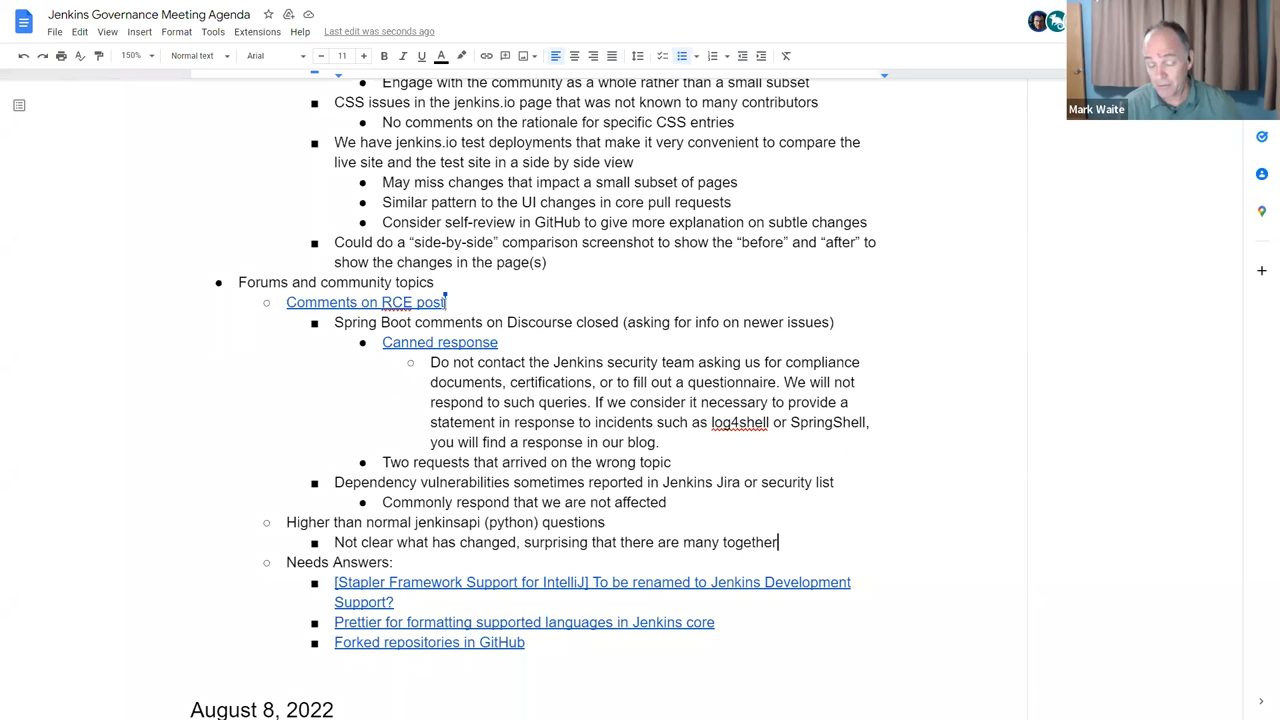 Jenkins Governance Meeting Agenda
File Edit View Insert Format Tools Extensions Help Last edit was seconds ago
150% Normal text Arial 11 B I U A
Engage with the community as a whole rather than a small subset
CSS issues in the jenkins.io page that was not known to many contributors
No comments on the rationale for specific CSS entries
We have jenkins.io test deployments that make it very convenient to compare the
live site and the test site in a side by side view
May miss changes that impact a small subset of pages
Similar pattern to the UI changes in core pull requests
Consider self-review in GitHub to give more explanation on subtle changes
Could do a “side-by-side” comparison screenshot to show the “before” and “after” to
show the changes in the page(s)
Forums and community topics
Comments on RCE post
Spring Boot comments on Discourse closed (asking for info on newer issues)
Canned response
Do not contact the Jenkins security team asking us for compliance
documents, certifications, or to fill out a questionnaire. We will not
respond to such queries. If we consider it necessary to provide a
statement in response to incidents such as log4shell or SpringShell,
you will find a response in our blog.
Two requests that arrived on the wrong topic
Dependency vulnerabilities sometimes reported in Jenkins Jira or security list
Commonly respond that we are not affected
Higher than normal jenkinsapi (python) questions
Not clear what has changed, surprising that there are many together
Needs Answers:
[Stapler Framework Support for IntelliJ] To be renamed to Jenkins Development
Support?
Prettier for formatting supported languages in Jenkins core
Forked repositories in GitHub
August 8, 2022
Mark Waite